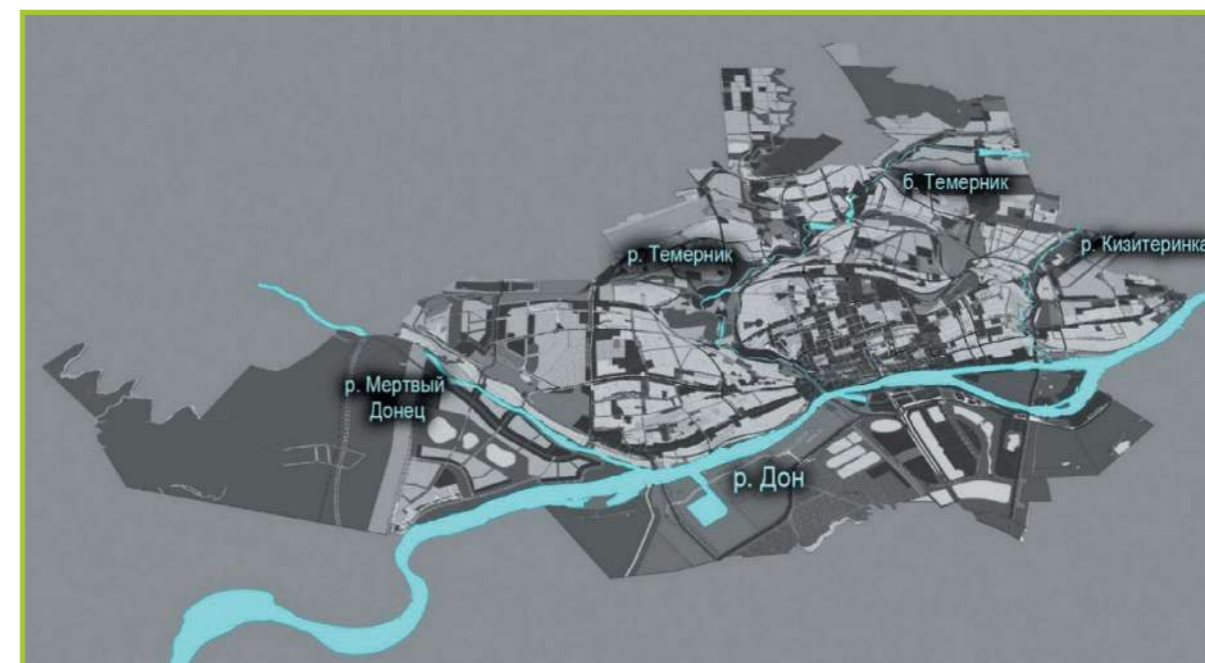 б. Темерник
р. Темерник
р. Кизитеринка
р. Мертвый
Донец
р. Дон